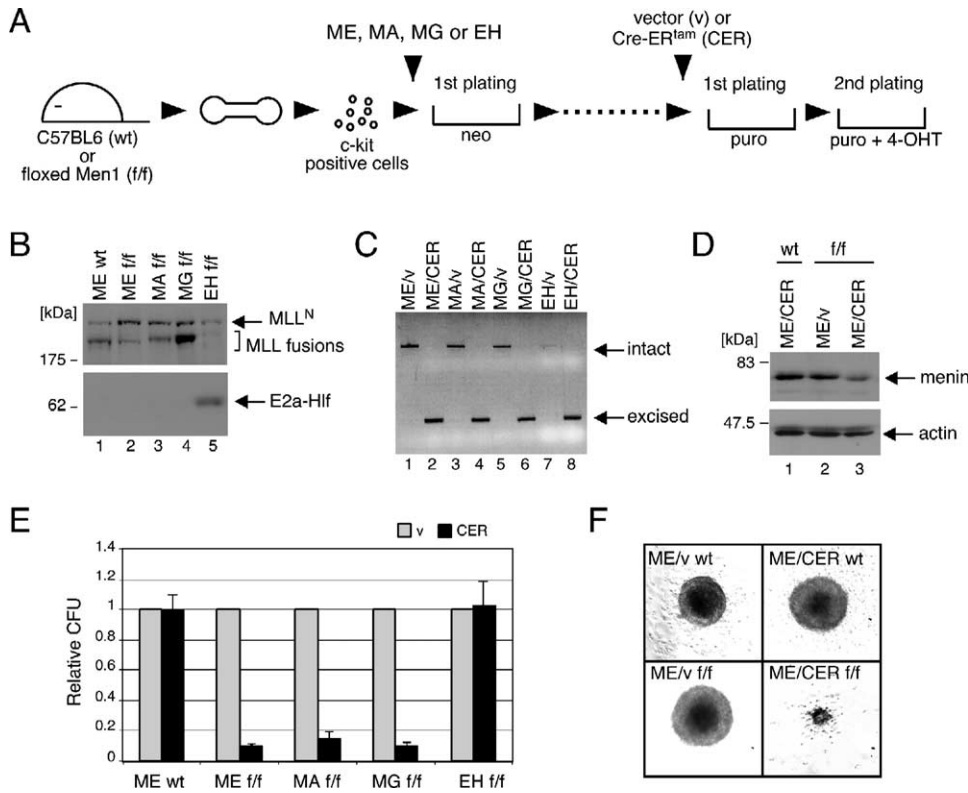 A
ME, MA, MG or EH
vector (v) or
Cre-ERtam (CER)
1st plating
neo
1st plating
puro
2nd plating
puro + 4-OHT
C57BL6 (wt)
or
floxed Men1 (f/f)
c-kit
positive cells
B
ME wt
ME f/f
MA f/f
MG f/f
EH f/f
[kDa]
MLLN
MLL fusions
175
E2a-Hlf
62
1 2 3 4 5
C
ME/v
ME/CER
MA/v
MA/CER
MG/v
MG/CER
EH/v
EH/CER
intact
excised
1 2 3 4 5 6 7 8
D
wt f/f
ME/CER
ME/v
ME/CER
[kDa]
83
menin
47.5
actin
1 2 3
E
v CER
Relative CFU
1.4
1.2
1
0.8
0.6
0.4
0.2
0
ME wt ME f/f MA f/f MG f/f EH f/f
F
ME/v wt ME/CER wt
ME/v f/f ME/CER f/f